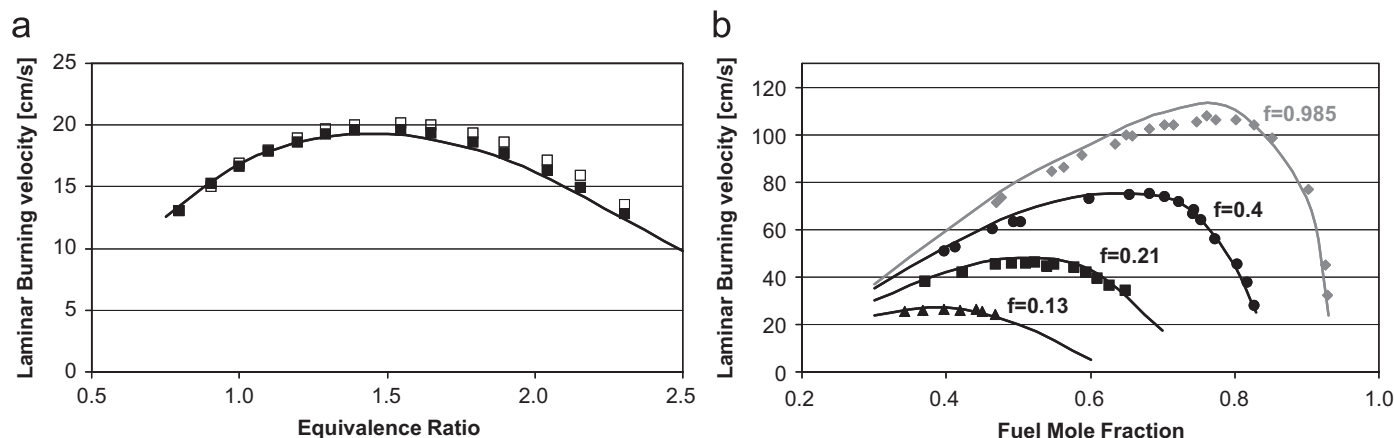 a
Laminar Burning velocity [cm/s]
25
20
15
10
5
0
0.5 1.0 1.5 2.0 2.5
Equivalence Ratio
b
Laminar Burning velocity [cm/s]
120
100
80
60
40
20
0
f=0.985
f=0.4
f=0.21
f=0.13
0.2 0.4 0.6 0.8 1.0
Fuel Mole Fraction